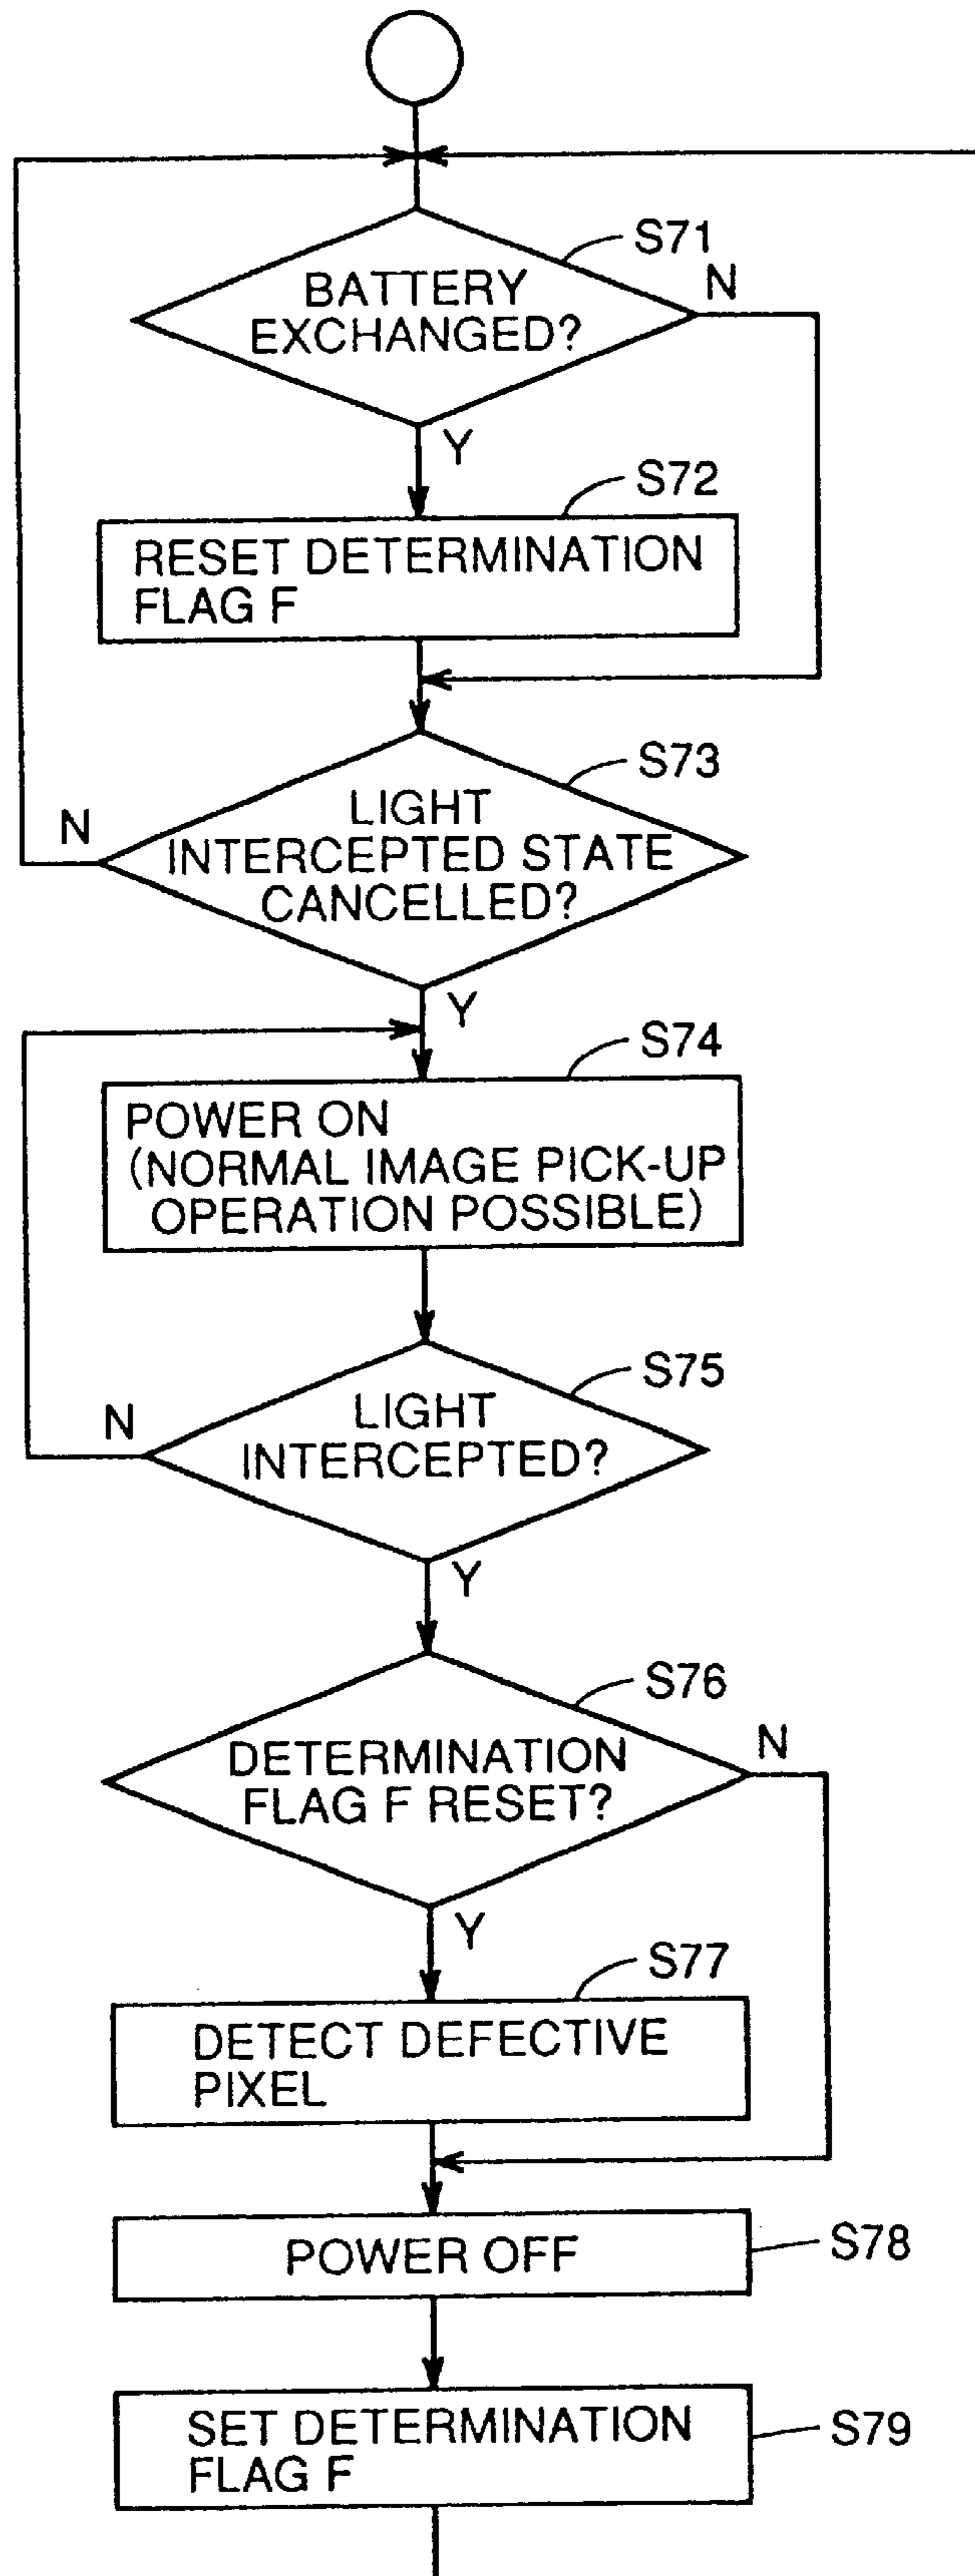 S71
BATTERY
EXCHANGED?
N
Y
S72
RESET DETERMINATION
FLAG F
S73
LIGHT
INTERCEPTED STATE
CANCELLED?
N
Y
S74
POWER ON
(NORMAL IMAGE PICK-UP
OPERATION POSSIBLE)
S75
LIGHT
INTERCEPTED?
N
Y
S76
DETERMINATION
FLAG F RESET?
N
Y
S77
DETECT DEFECTIVE
PIXEL
POWER OFF
S78
SET DETERMINATION
FLAG F
S79